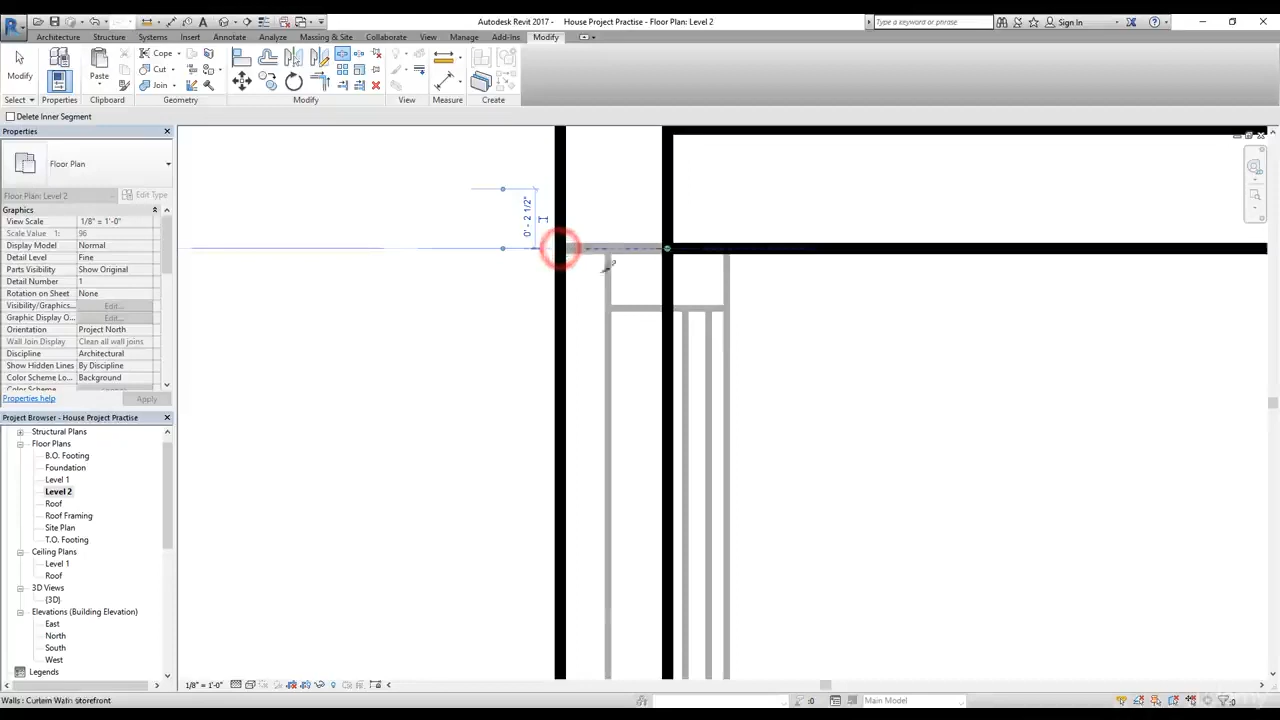 Autodesk Revit 2017 - House Project Practise - Floor Plan: Level 2
Type a keyword or phrase
Sign In
Architecture Structure Systems Insert Annotate Analyze Massing & Site Collaborate View Manage Add-Ins Modify
Modify
Paste
Cope
Cut
Join
Select Properties Clipboard Geometry Modify View Measure Create
Delete Inner Segment
Properties
Floor Plan
Floor Plan: Level 2
Edit Type
Graphics
View Scale 1/8" = 1'-0"
Scale Value 1: 96
Display Model Normal
Detail Level Fine
Parts Visibility Show Original
Detail Number 1
Rotation on Sheet None
Visibility/Graphics... Edit...
Graphic Display O... Edit...
Orientation Project North
Wall Join Display Clean all wall joins
Discipline Architectural
Show Hidden Lines By Discipline
Color Scheme Lo... Background
Color Scheme
Properties help
Apply
Project Browser - House Project Practise
Structural Plans
Floor Plans
B.O. Footing
Foundation
Level 1
Level 2
Roof
Roof Framing
Site Plan
T.O. Footing
Ceiling Plans
Level 1
Roof
3D Views
{3D}
Elevations (Building Elevation)
East
North
South
West
Legends
0' - 2 1/2"
1/8" = 1'-0"
Walls : Curtain Wall : Storefront
:0
Main Model
:0